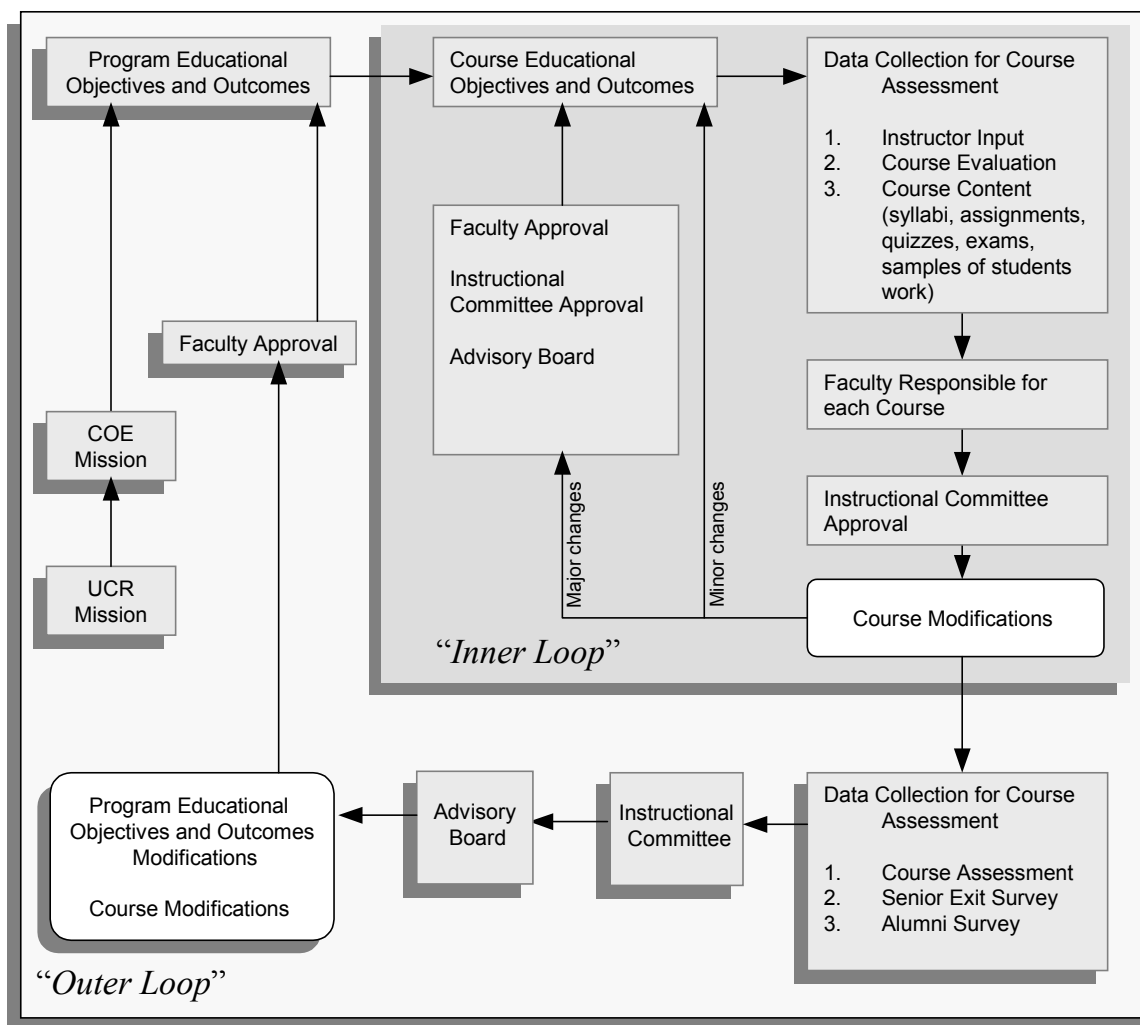 Program Educational
Objectives and Outcomes
Course Educational
Objectives and Outcomes
Data Collection for Course
Assessment
1. Instructor Input
2. Course Evaluation
3. Course Content
(syllabi, assignments,
quizzes, exams,
samples of students
work)
Faculty Approval
Instructional
Committee Approval
Advisory Board
Faculty Approval
Faculty Responsible for
each Course
COE
Mission
Instructional Committee
Approval
UCR
Mission
Major changes
Minor changes
Course Modifications
“Inner Loop”
Program Educational
Objectives and Outcomes
Modifications
Course Modifications
Advisory
Board
Instructional
Committee
Data Collection for Course
Assessment
1. Course Assessment
2. Senior Exit Survey
3. Alumni Survey
“Outer Loop”